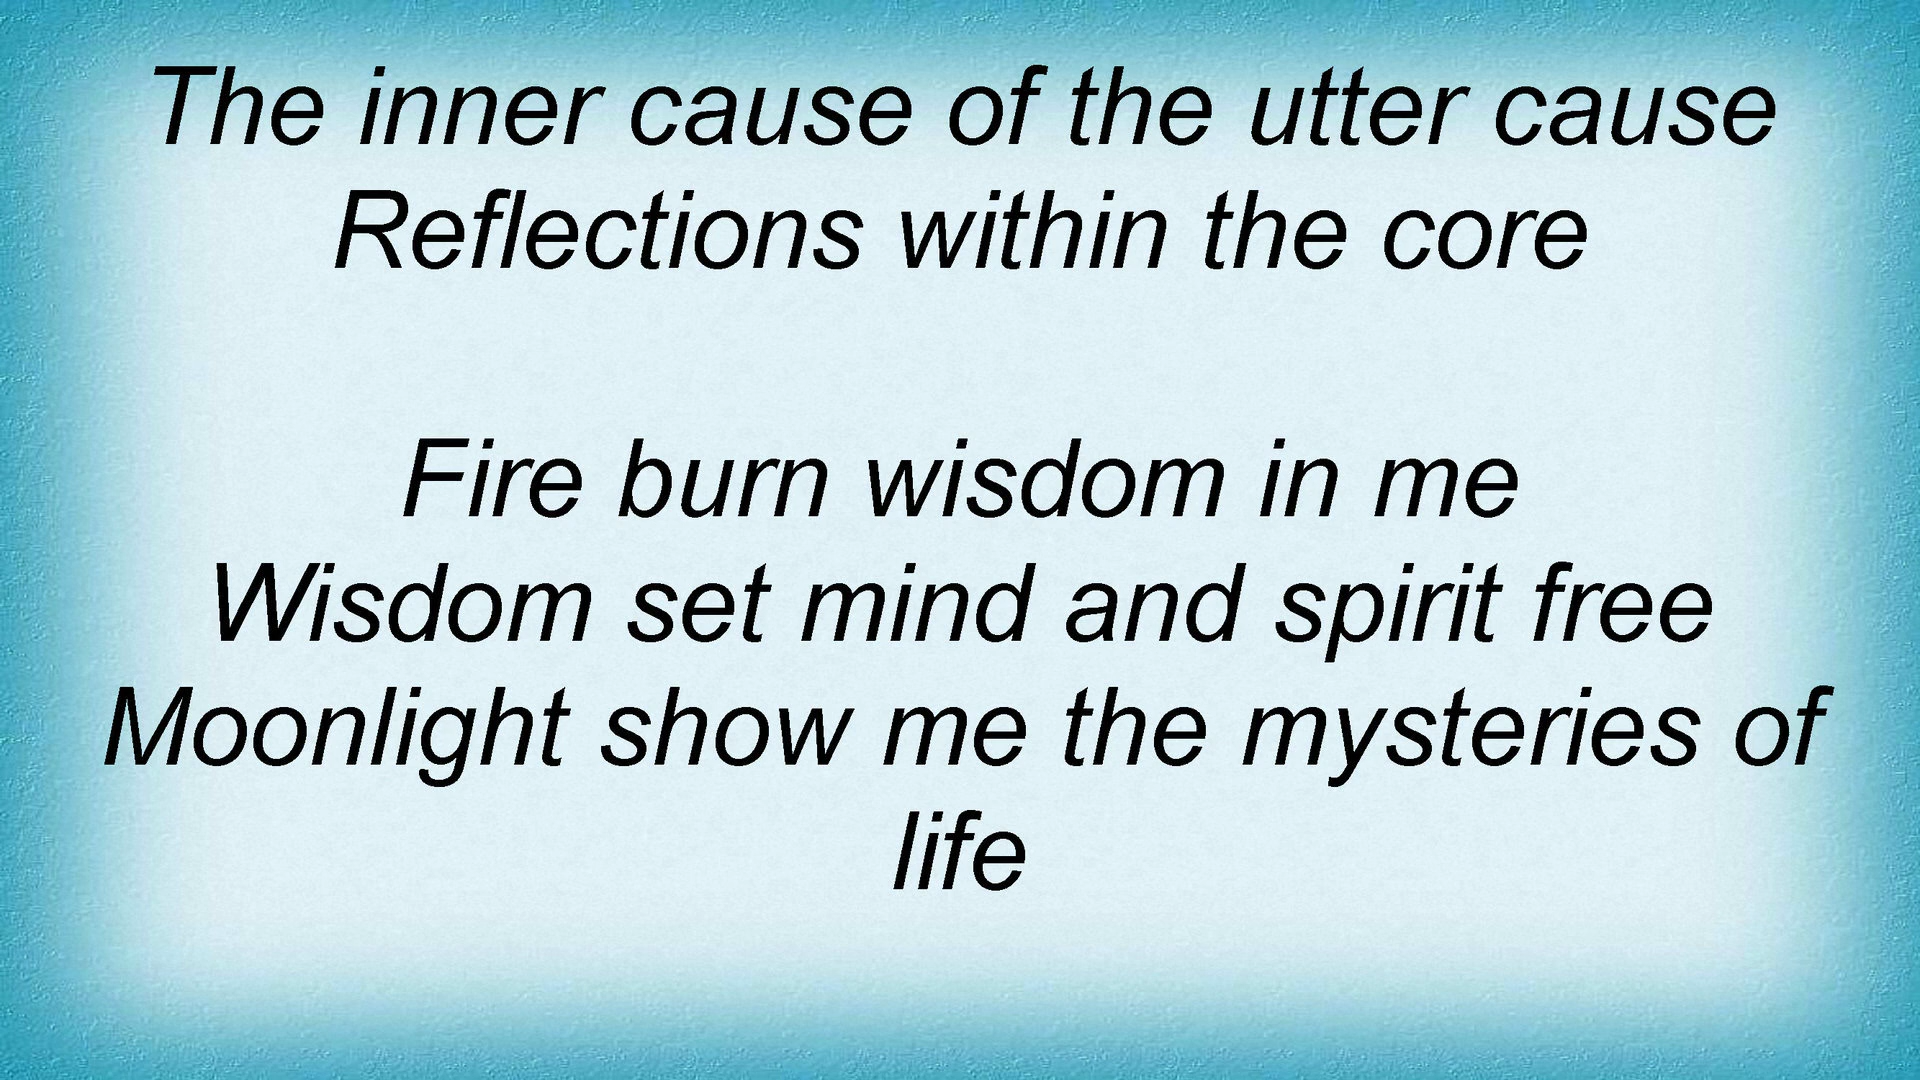 The inner cause of the utter cause
Reflections within the core
Fire burn wisdom in me
Wisdom set mind and spirit free
Moonlight show me the mysteries of
life